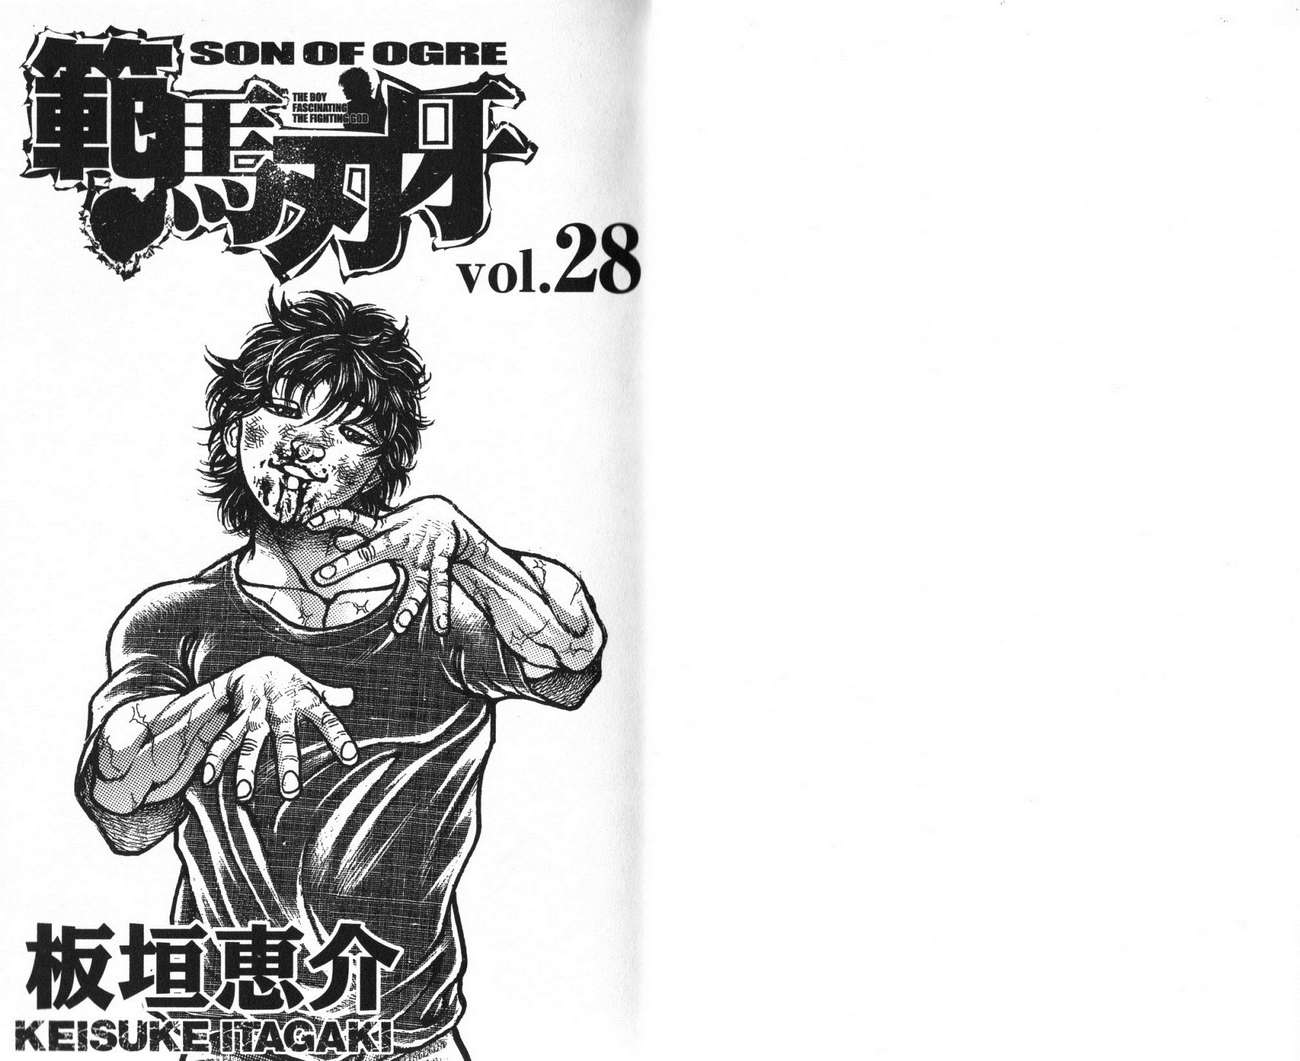 SON OF OGRE
範馬刃牙
THE BOY
FASCINATING
THE FIGHTING GOD
vol.28
板垣恵介
KEISUKE ITAGAKI